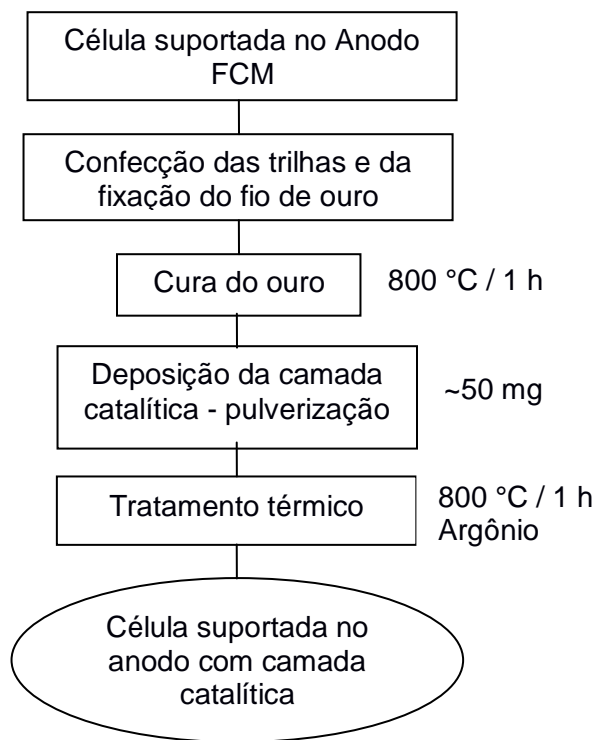 Célula suportada no Anodo
FCM
Confecção das trilhas e da
fixação do fio de ouro
Cura do ouro
800 °C / 1 h
Deposição da camada
catalítica - pulverização
~50 mg
Tratamento térmico
800 °C / 1 h
Argônio
Célula suportada no
anodo com camada
catalítica